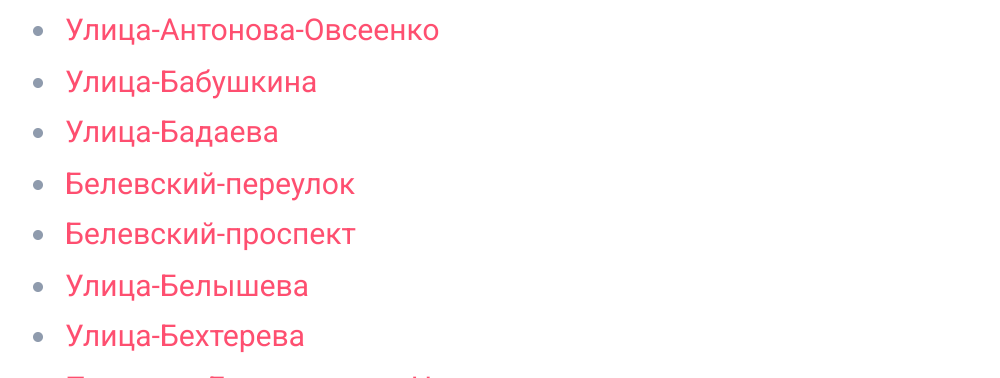 Улица-Антонова-Овсеенко
Улица-Бабушкина
Улица-Бадаева
Белевский-переулок
Белевский-проспект
Улица-Белышева
Улица-Бехтерева